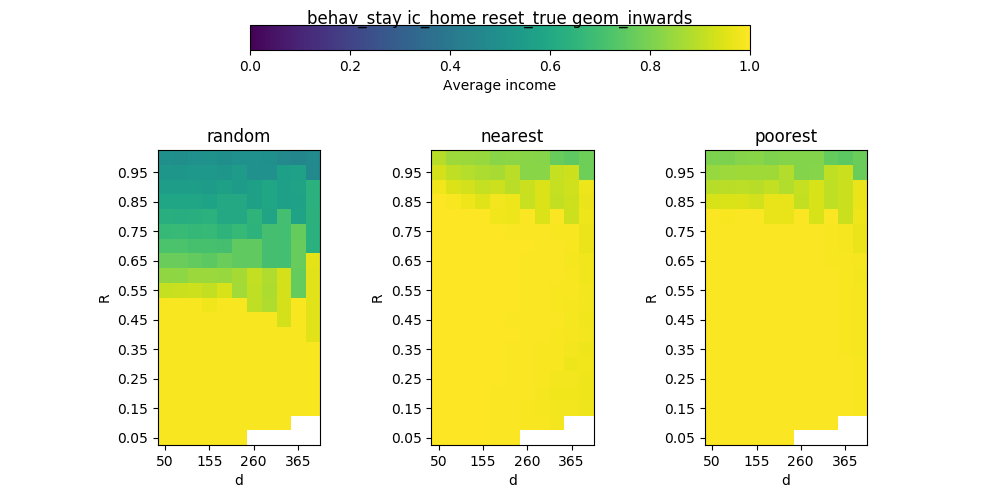 behav_stay ic_home reset_true geom_inwards
0.0 0.2 0.4 0.6 0.8 1.0
Average income
random nearest poorest
0.95 0.95 0.95
0.85 0.85 0.85
0.75 0.75 0.75
0.65 0.65 0.65
0.55 0.55 0.55
R R R
0.45 0.45 0.45
0.35 0.35 0.35
0.25 0.25 0.25
0.15 0.15 0.15
0.05 0.05 0.05
50 155 260 365 50 155 260 365 50 155 260 365
d d d